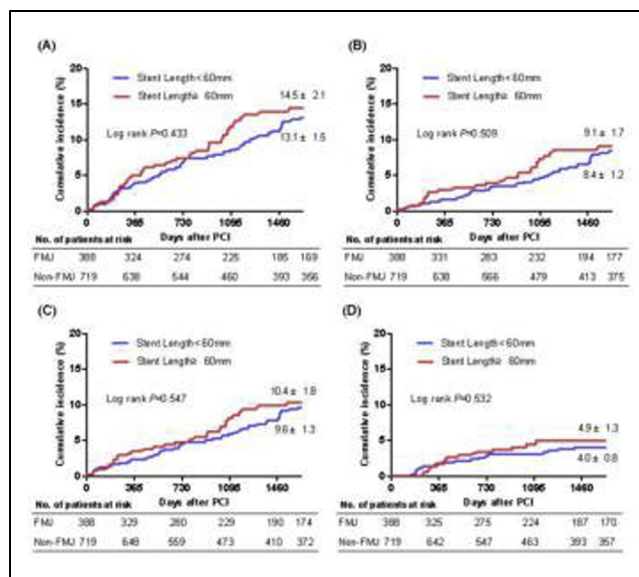 (A)
20
15
10
5
0
Cumulative incidence (%)
Stent Length< 60mm
Stent Length≥ 60mm
Log rank P=0.433
14.5± 2.1
13.1± 1.5
0 365 730 1095 1460
Days after PCI
No. of patients at risk
FMJ 388 324 274 225 185 169
Non-FMJ 719 638 544 460 393 356
(B)
20
15
10
5
0
Cumulative incidence (%)
Stent Length< 60mm
Stent Length≥ 60mm
Log rank P=0.509
9.1± 1.7
8.4± 1.2
0 365 730 1095 1460
Days after PCI
No. of patients at risk
FMJ 388 331 283 232 194 177
Non-FMJ 719 638 566 479 413 375
(C)
20
15
10
5
0
Cumulative incidence (%)
Stent Length< 60mm
Stent Length≥ 60mm
Log rank P=0.547
10.4± 1.8
9.6± 1.3
0 365 730 1095 1460
Days after PCI
No. of patients at risk
FMJ 388 329 280 229 190 174
Non-FMJ 719 648 559 473 410 372
(D)
20
15
10
5
0
Cumulative incidence (%)
Stent Length< 60mm
Stent Length≥ 60mm
Log rank P=0.532
4.9± 1.3
4.0± 0.8
0 365 730 1095 1460
Days after PCI
No. of patients at risk
FMJ 388 325 275 224 187 170
Non-FMJ 719 642 547 463 393 357